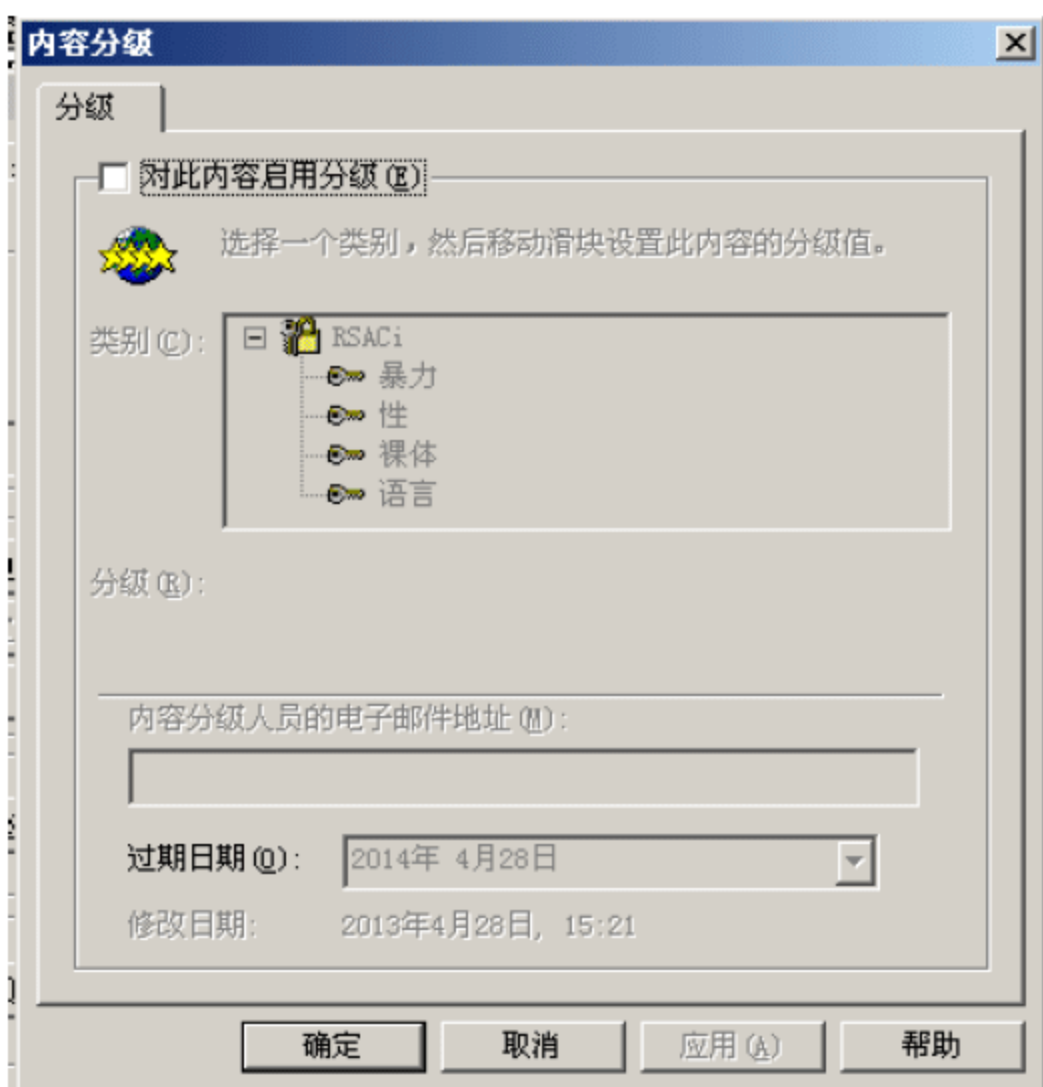 内容分级
分级
对此内容启用分级(E)
选择一个类别，然后移动滑块设置此内容的分级值。
类别(C):
RSACi
暴力
性
裸体
语言
分级(R):
内容分级人员的电子邮件地址(M):
过期日期(O): 2014年 4月28日
修改日期: 2013年4月28日, 15:21
确定 取消 应用(A) 帮助